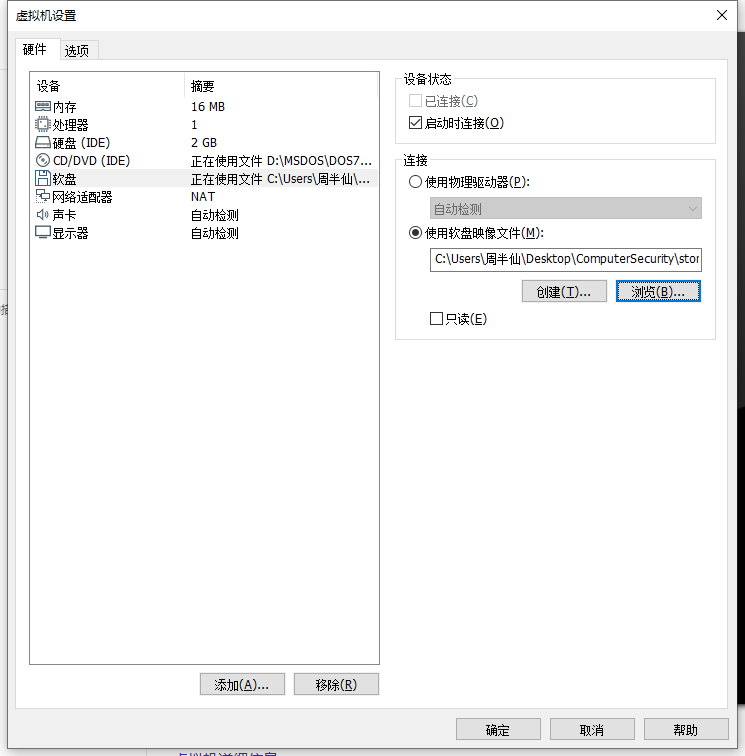 虚拟机设置
硬件 选项
设备 摘要
内存 16 MB
处理器 1
硬盘 (IDE) 2 GB
CD/DVD (IDE) 正在使用文件 D:\MSDOS\DOS7...
软盘 正在使用文件 C:\Users\周半仙\...
网络适配器 NAT
声卡 自动检测
显示器 自动检测
添加(A)... 移除(R)
设备状态
已连接(C)
启动时连接(O)
连接
使用物理驱动器(P):
自动检测
使用软盘映像文件(M):
C:\Users\周半仙\Desktop\ComputerSecurity\stor
创建(T)... 浏览(B)...
只读(E)
确定 取消 帮助